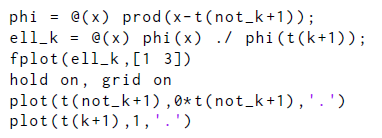 phi = @(x) prod(x-t(not_k+1));
ell_k = @(x) phi(x) ./ phi(t(k+1));
fplot(ell_k,[1 3])
hold on, grid on
plot(t(not_k+1),0*t(not_k+1),'.')
plot(t(k+1),1,'.')